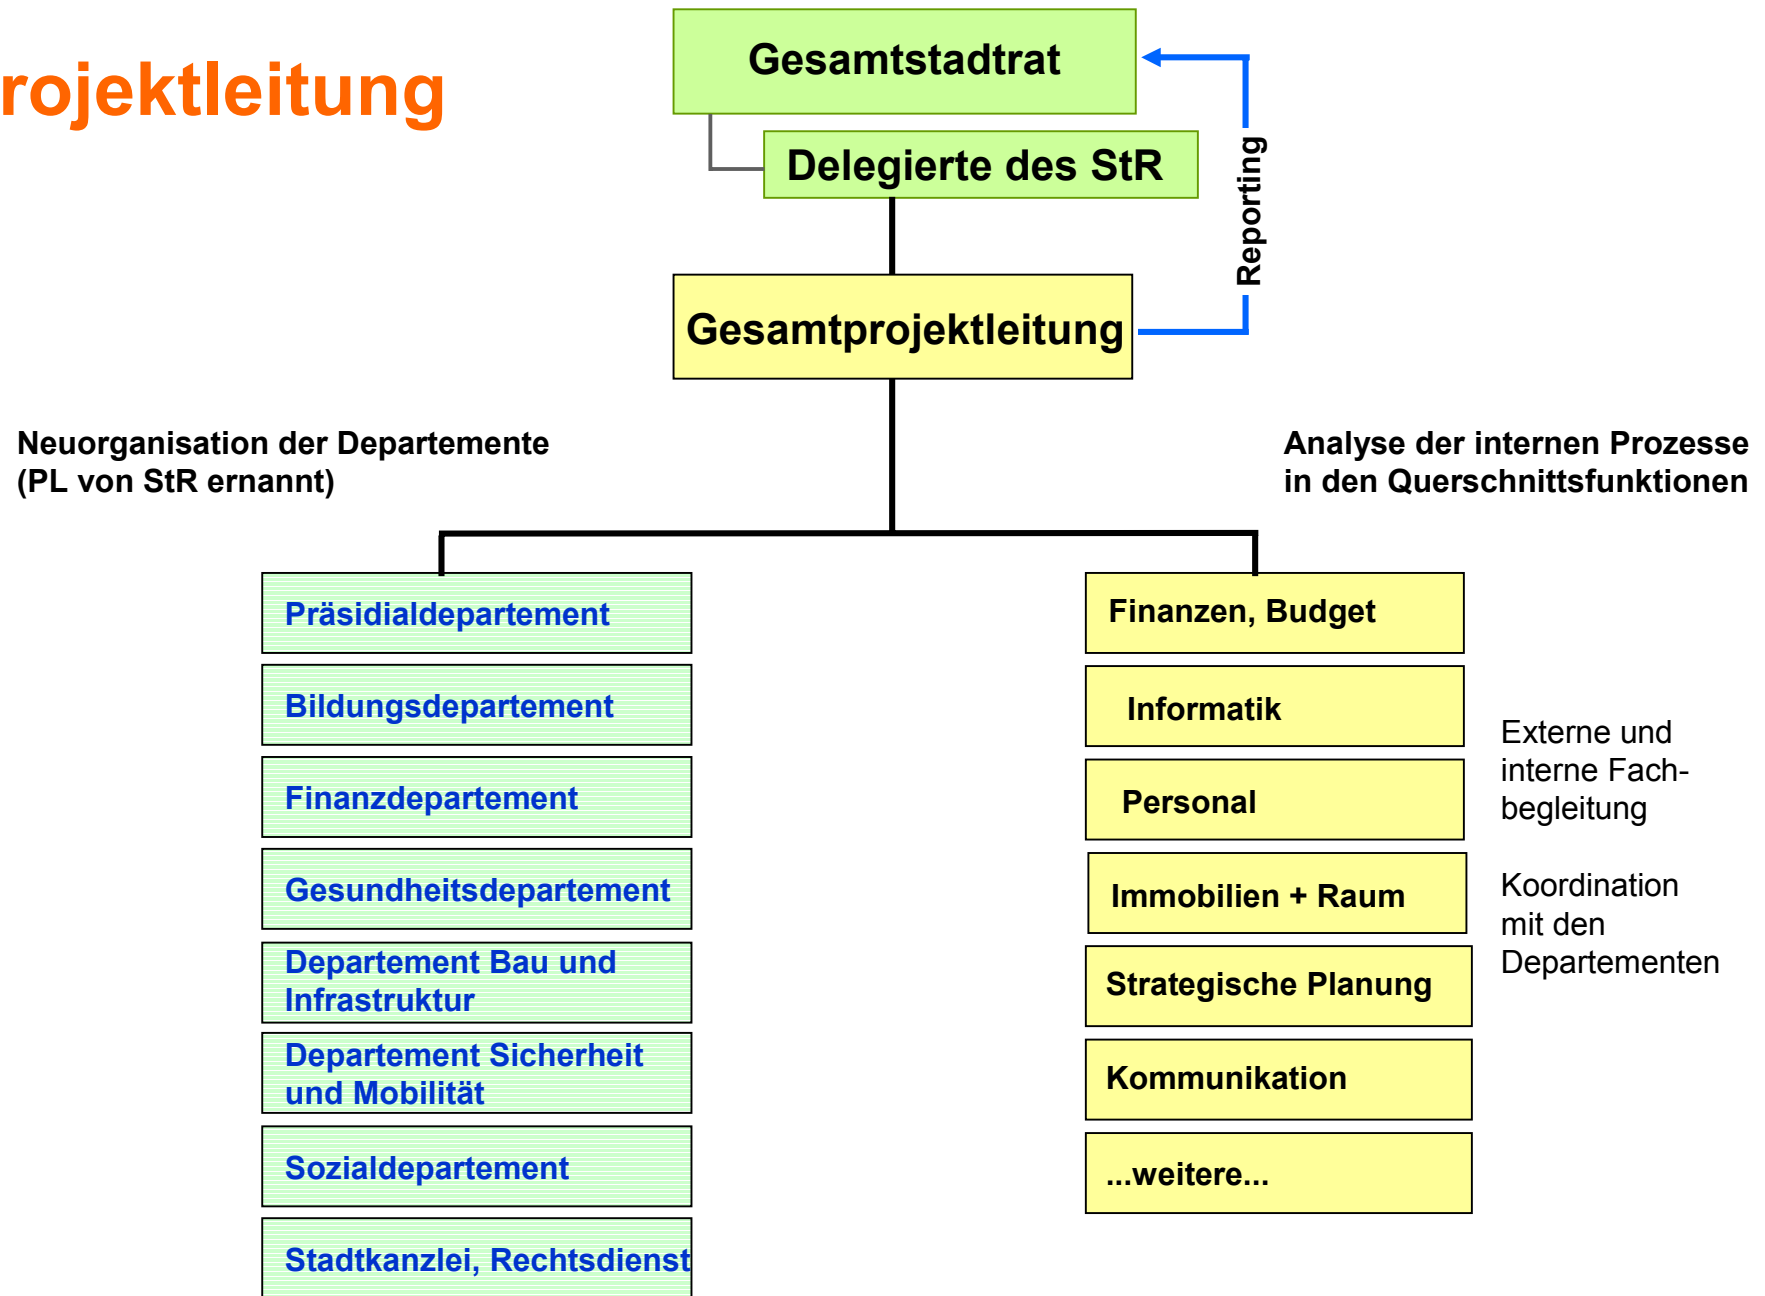 rojektleitung
Gesamtstadtrat
Delegierte des StR
Reporting
Gesamtprojektleitung
Neuorganisation der Departemente
(PL von StR ernannt)
Analyse der internen Prozesse
in den Querschnittsfunktionen
Präsidialdepartement
Bildungsdepartement
Finanzdepartement
Gesundheitsdepartement
Departement Bau und
Infrastruktur
Departement Sicherheit
und Mobilität
Sozialdepartement
Stadtkanzlei, Rechtsdienst
Finanzen, Budget
Informatik
Personal
Immobilien + Raum
Strategische Planung
Kommunikation
...weitere...
Externe und
interne Fach-
begleitung
Koordination
mit den
Departementen